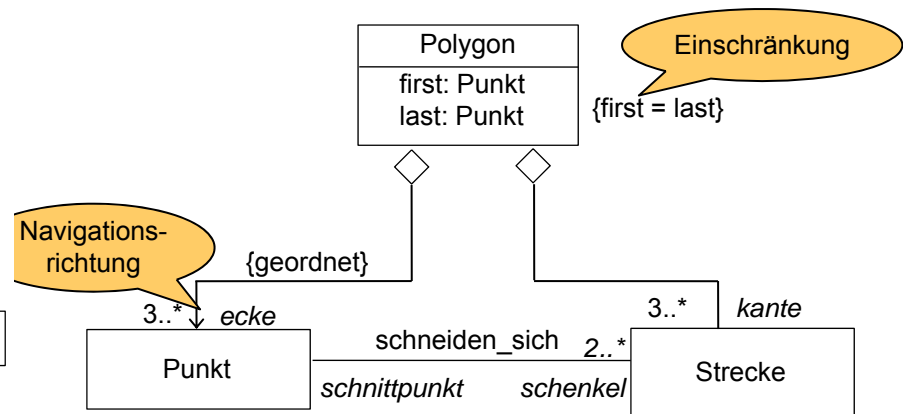 Polygon
first: Punkt
last: Punkt
Einschränkung
{first = last}
Navigations-
richtung
{geordnet}
3..* ecke
3..* kante
Punkt
schneiden_sich 2..*
schnittpunkt schenkel
Strecke